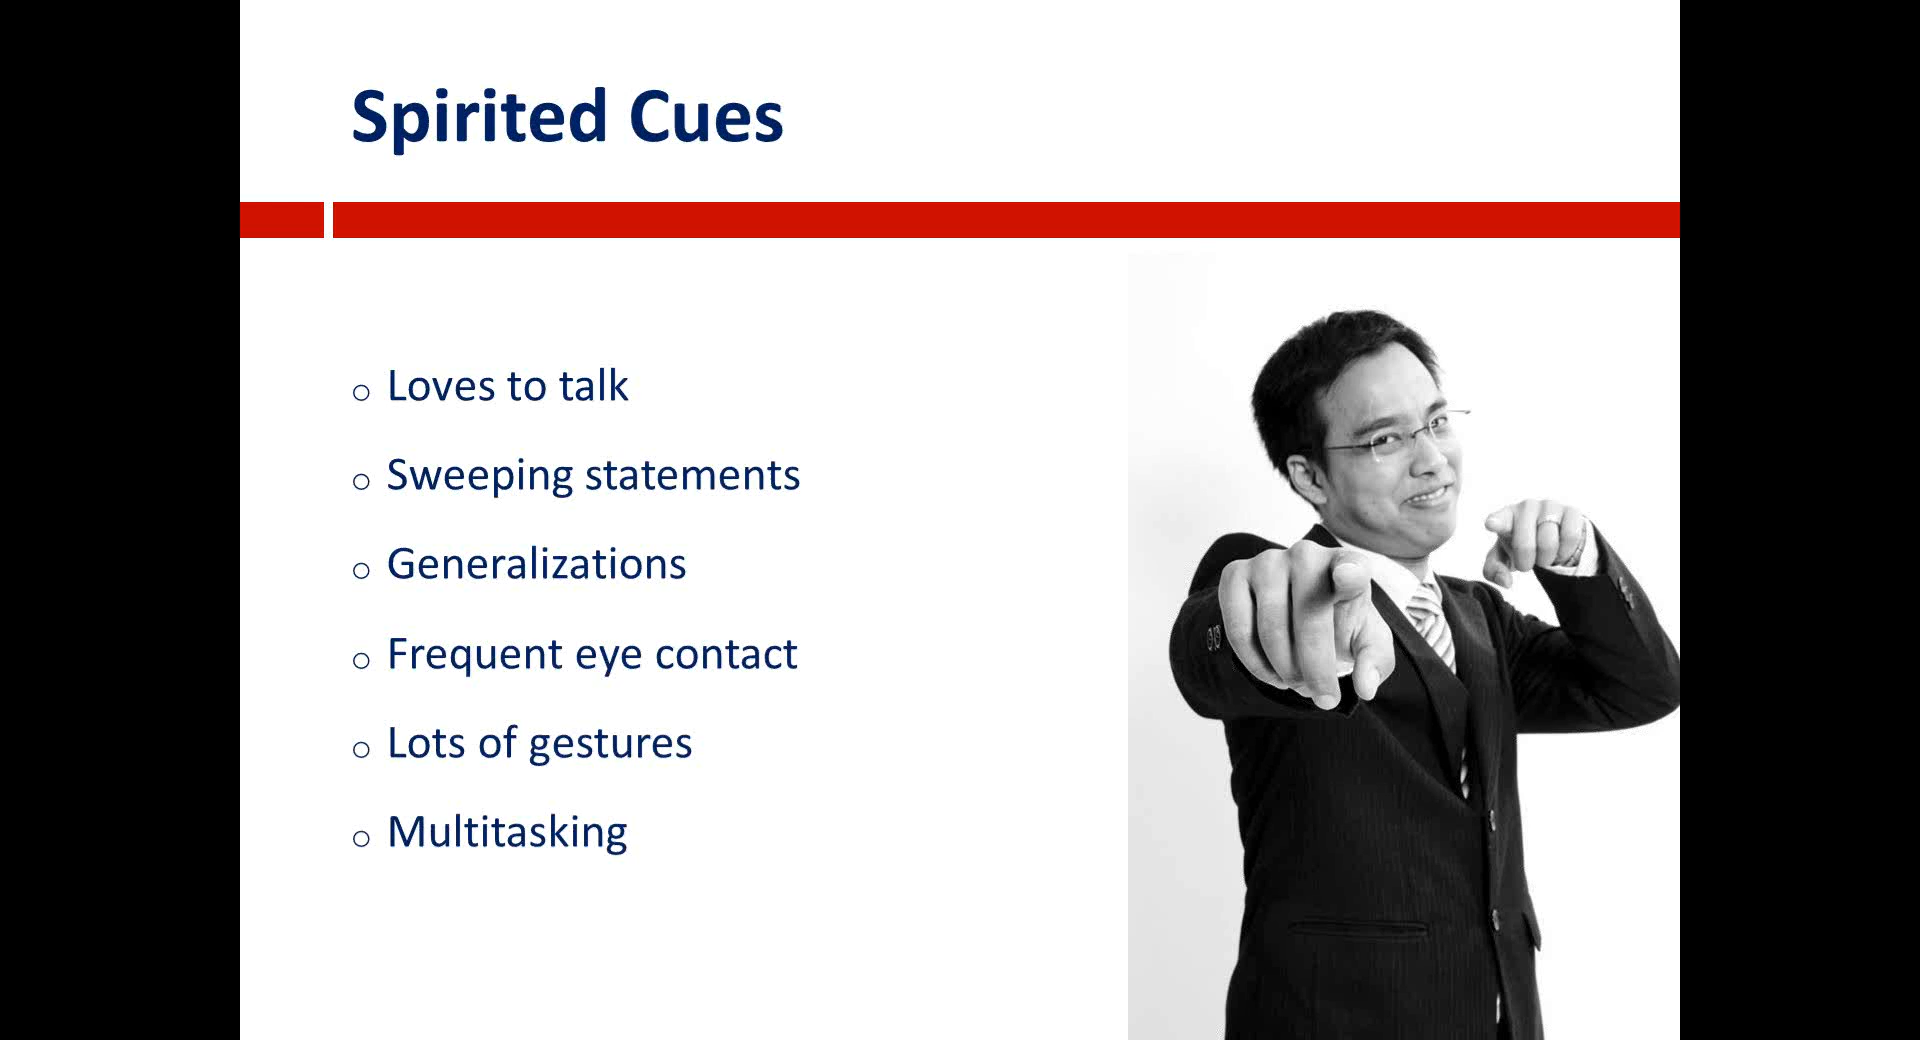 Spirited Cues
Loves to talk
Sweeping statements
Generalizations
Frequent eye contact
Lots of gestures
Multitasking